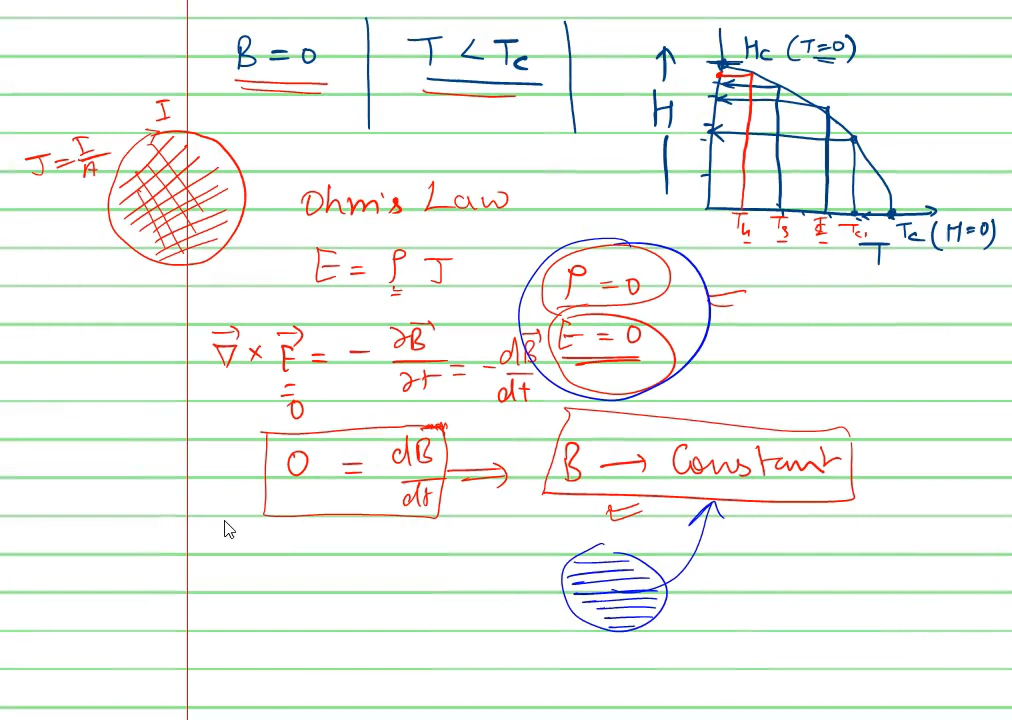 B = 0 T < Tc
Hc (T=0)
H
I
J = I/A
Ohm's Law
T4 T3 Tc1 Tc (H=0)
T
E = ρ J
ρ = 0
E = 0
∇⃗ × E⃗ = - ∂B⃗/∂t = - dB⃗/dt
= 0
0 = dB⃗/dt ⟶ B → Constant